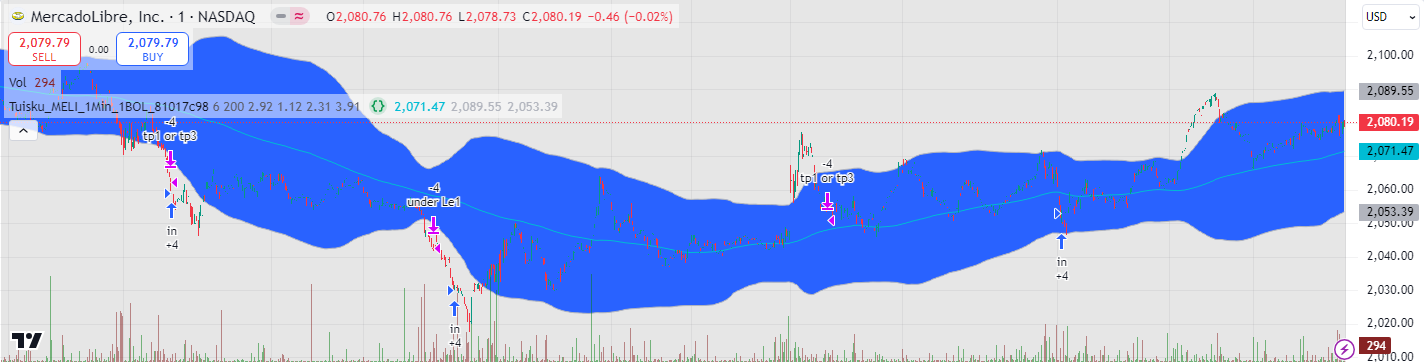 MercadoLibre, Inc. · 1 · NASDAQ O2,080.76 H2,080.76 L2,078.73 C2,080.19 −0.46 (−0.02%)
USD
2,079.79 0.00 2,079.79
SELL BUY
Vol 294
Tuisku_MELI_1Min_1BOL_81017c98 6 200 2.92 1.12 2.31 3.91 {} 2,071.47 2,089.55 2,053.39
-4
tp1 or tp3
in
+4
-4
under Le1
in
+4
-4
tp1 or tp3
in
+4
2,100.00
2,089.55
2,080.19
2,071.47
2,060.00
2,053.39
2,050.00
2,040.00
2,030.00
2,020.00
294
2,010.00